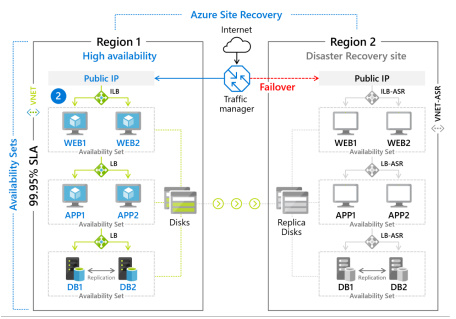 Azure Site Recovery
Internet
Region 1
High availability
Region 2
Disaster Recovery site
Public IP
Traffic
manager
Failover
Public IP
2
ILB
ILB-ASR
VNET
VNET-ASR
WEB1
WEB2
Availability Set
WEB1
WEB2
Availability Set
Availability Sets
99.95% SLA
LB
LB-ASR
APP1
APP2
Availability Set
Disks
Replica
Disks
APP1
APP2
Availability Set
LB
LB-ASR
Replication
DB1
DB2
Availability Set
Replication
DB1
DB2
Availability Set